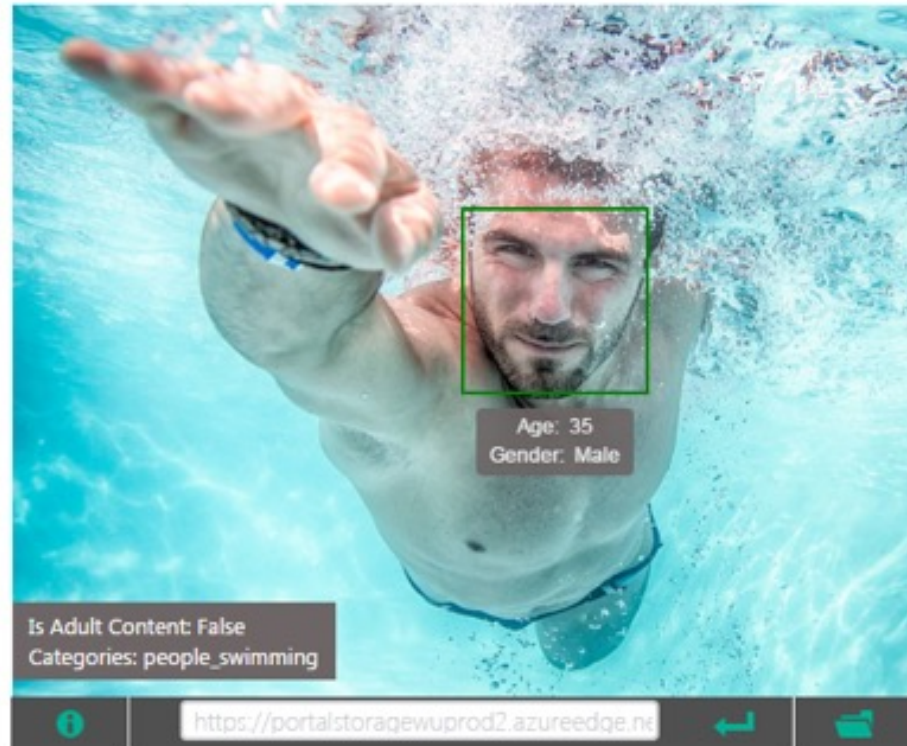 Age: 35
Gender: Male
Is Adult Content: False
Categories: people_swimming
https://portalstoragewuprod2.azureedge.ne